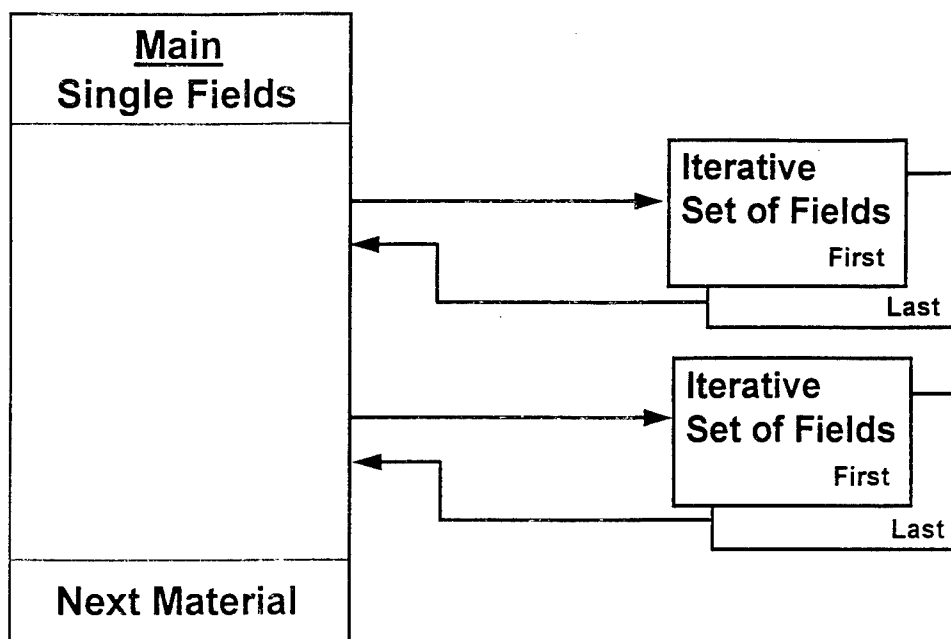 Main
Single Fields
Iterative
Set of Fields
First
Last
Iterative
Set of Fields
First
Last
Next Material